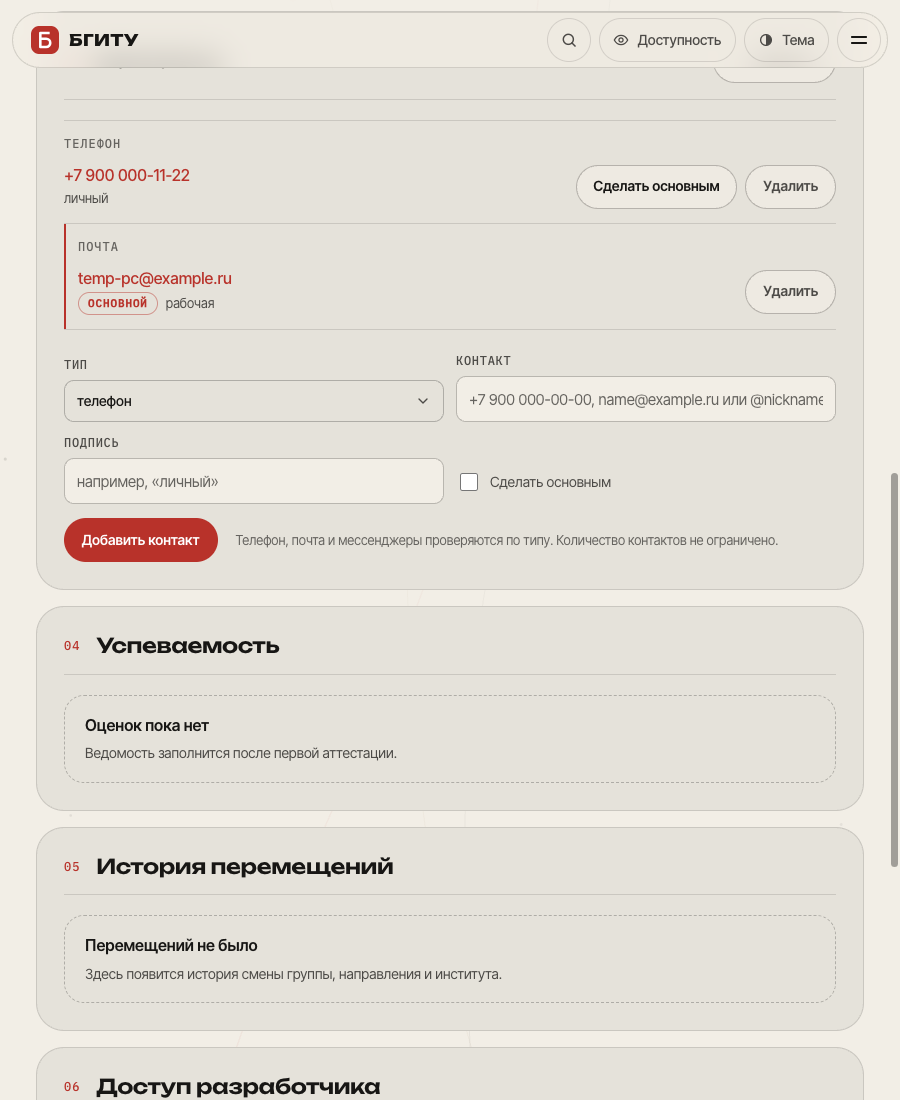 Б БГИТУ
Доступность
Тема
ТЕЛЕФОН
+7 900 000-11-22
личный
Сделать основным
Удалить
ПОЧТА
temp-pc@example.ru
ОСНОВНОЙ рабочая
Удалить
ТИП
КОНТАКТ
телефон
+7 900 000-00-00, name@example.ru или @nickname
ПОДПИСЬ
например, «личный»
Сделать основным
Добавить контакт
Телефон, почта и мессенджеры проверяются по типу. Количество контактов не ограничено.
04 Успеваемость
Оценок пока нет
Ведомость заполнится после первой аттестации.
05 История перемещений
Перемещений не было
Здесь появится история смены группы, направления и института.
06 Доступ разработчика